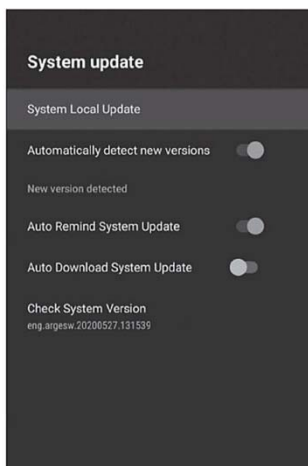 System update
System Local Update
Automatically detect new versions
New version detected
Auto Remind System Update
Auto Download System Update
Check System Version
eng.argesw.20200527.131539